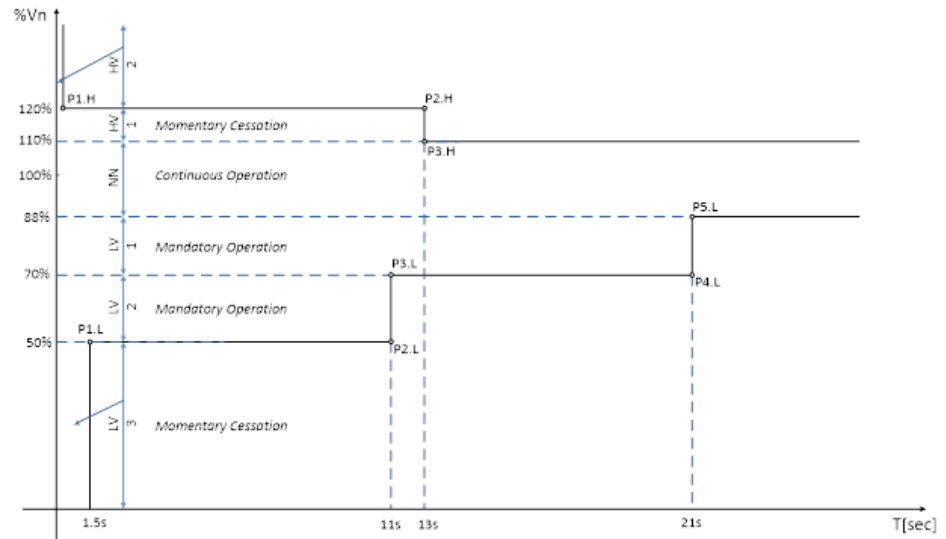 %Vn
HV 2
P1.H
P2.H
120%
HV 1
Momentary Cessation
110%
P3.H
100%
NN
Continuous Operation
88%
P5.L
LV 1
Mandatory Operation
70%
P3.L
P4.L
LV 2
Mandatory Operation
P1.L
50%
P2.L
LV 3
Momentary Cessation
1.5s
11s
13s
21s
T[sec]